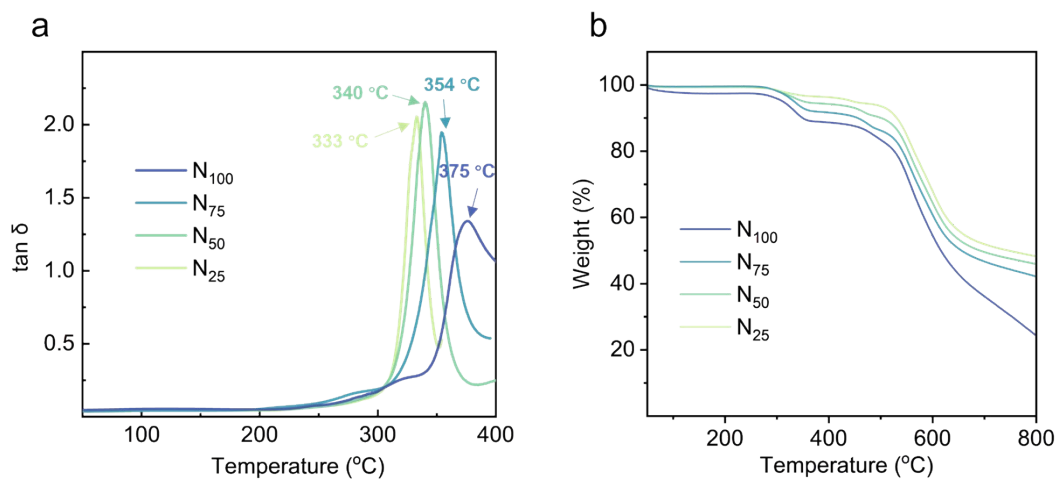 a
333 °C
340 °C
354 °C
375 °C
N100
N75
N50
N25
tan δ
2.0
1.5
1.0
0.5
100
200
300
400
Temperature (°C)
b
N100
N75
N50
N25
Weight (%)
100
80
60
40
20
200
400
600
800
Temperature (°C)